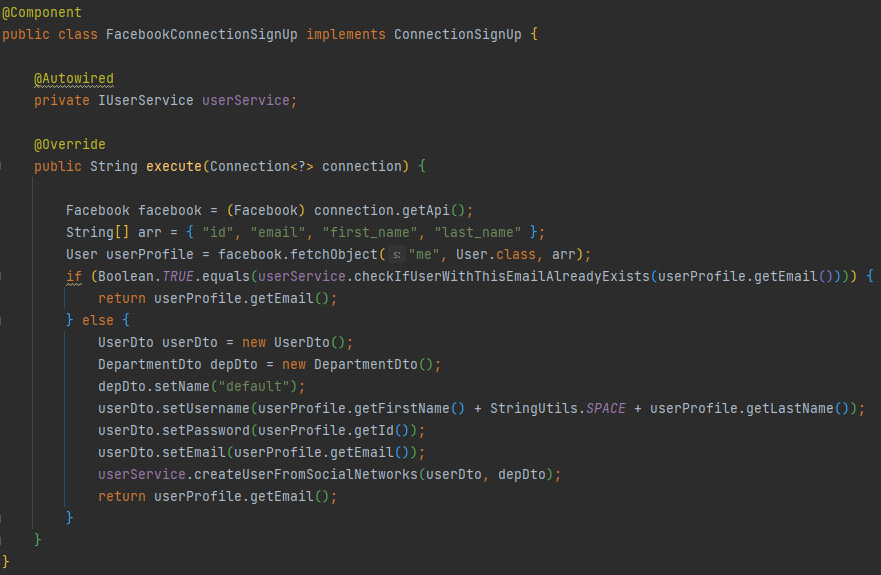 @Component
public class FacebookConnectionSignUp implements ConnectionSignUp {
@Autowired
private IUserService userService;
@Override
public String execute(Connection<?> connection) {
Facebook facebook = (Facebook) connection.getApi();
String[] arr = { "id", "email", "first_name", "last_name" };
User userProfile = facebook.fetchObject( s: "me", User.class, arr);
if (Boolean.TRUE.equals(userService.checkIfUserWithThisEmailAlreadyExists(userProfile.getEmail()))) {
return userProfile.getEmail();
} else {
UserDto userDto = new UserDto();
DepartmentDto depDto = new DepartmentDto();
depDto.setName("default");
userDto.setUsername(userProfile.getFirstName() + StringUtils.SPACE + userProfile.getLastName());
userDto.setPassword(userProfile.getId());
userDto.setEmail(userProfile.getEmail());
userService.createUserFromSocialNetworks(userDto, depDto);
return userProfile.getEmail();
}
}
}